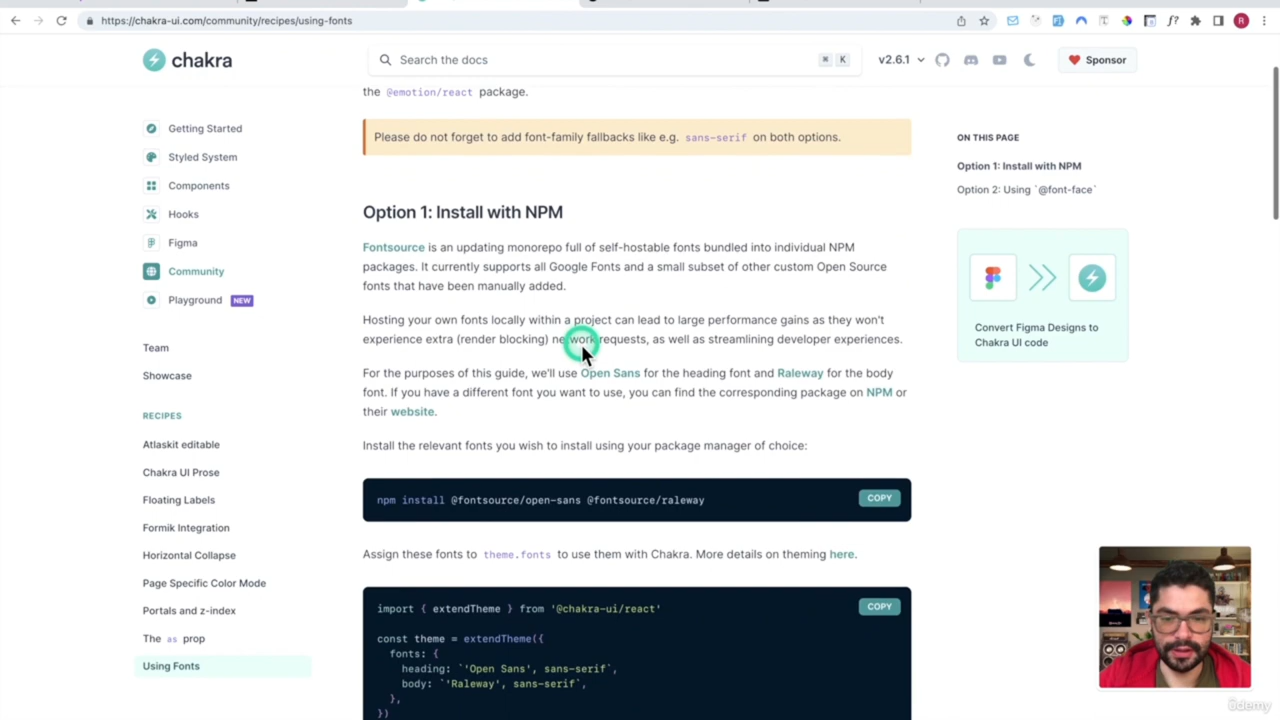 https://chakra-ui.com/community/recipes/using-fonts
R
chakra
Search the docs
⌘ K
v2.6.1
Sponsor
the @emotion/react package.
Please do not forget to add font-family fallbacks like e.g. sans-serif on both options.
Getting Started
Styled System
Components
Hooks
Figma
Community
Playground NEW
Team
Showcase
RECIPES
Atlaskit editable
Chakra UI Prose
Floating Labels
Formik Integration
Horizontal Collapse
Page Specific Color Mode
Portals and z-index
The as prop
Using Fonts
Option 1: Install with NPM
Fontsource is an updating monorepo full of self-hostable fonts bundled into individual NPM
packages. It currently supports all Google Fonts and a small subset of other custom Open Source
fonts that have been manually added.
Hosting your own fonts locally within a project can lead to large performance gains as they won't
experience extra (render blocking) network requests, as well as streamlining developer experiences.
For the purposes of this guide, we'll use Open Sans for the heading font and Raleway for the body
font. If you have a different font you want to use, you can find the corresponding package on NPM or
their website.
Install the relevant fonts you wish to install using your package manager of choice:
npm install @fontsource/open-sans @fontsource/raleway
COPY
Assign these fonts to theme.fonts to use them with Chakra. More details on theming here.
import { extendTheme } from '@chakra-ui/react'
COPY
const theme = extendTheme({
fonts: {
heading: `'Open Sans', sans-serif`,
body: `'Raleway', sans-serif`,
},
})
ON THIS PAGE
Option 1: Install with NPM
Option 2: Using `@font-face`
Convert Figma Designs to
Chakra UI code
ûdemy